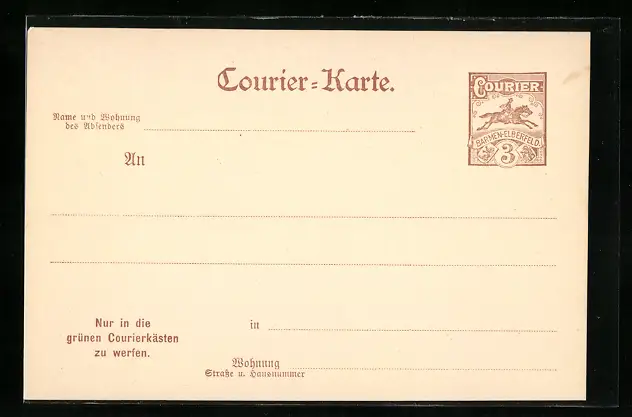 Courier-Karte.
COURIER
BARMEN-ELBERFELD.
3
Name und Wohnung
des Absenders
An
Nur in die
grünen Courierkästen
zu werfen.
in
Wohnung
Straße u. Hausnummer